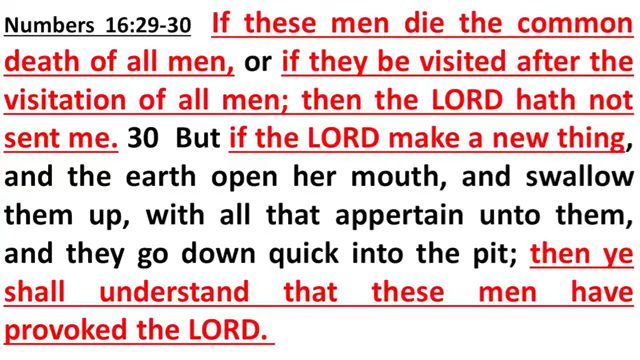 Numbers 16:29-30 If these men die the common
death of all men, or if they be visited after the
visitation of all men; then the LORD hath not
sent me. 30 But if the LORD make a new thing,
and the earth open her mouth, and swallow
them up, with all that appertain unto them,
and they go down quick into the pit; then ye
shall understand that these men have
provoked the LORD.